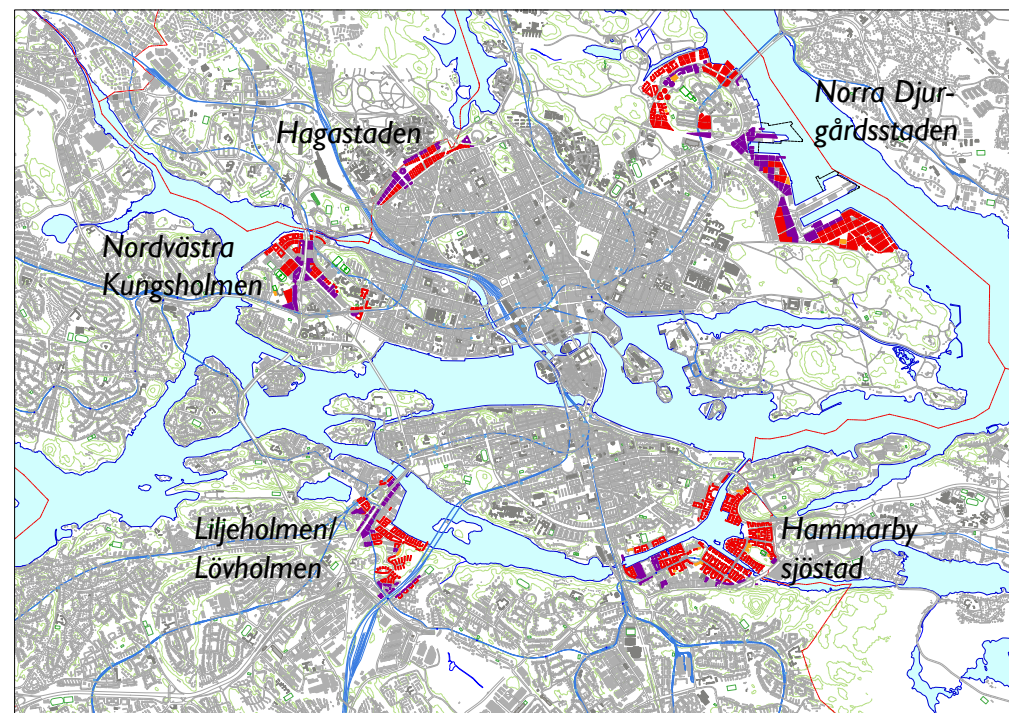 Norra Djur-
gårdsstaden
Hagastaden
Nordvästra
Kungsholmen
Liljeholmen/
Lövholmen
Hammarby
sjöstad